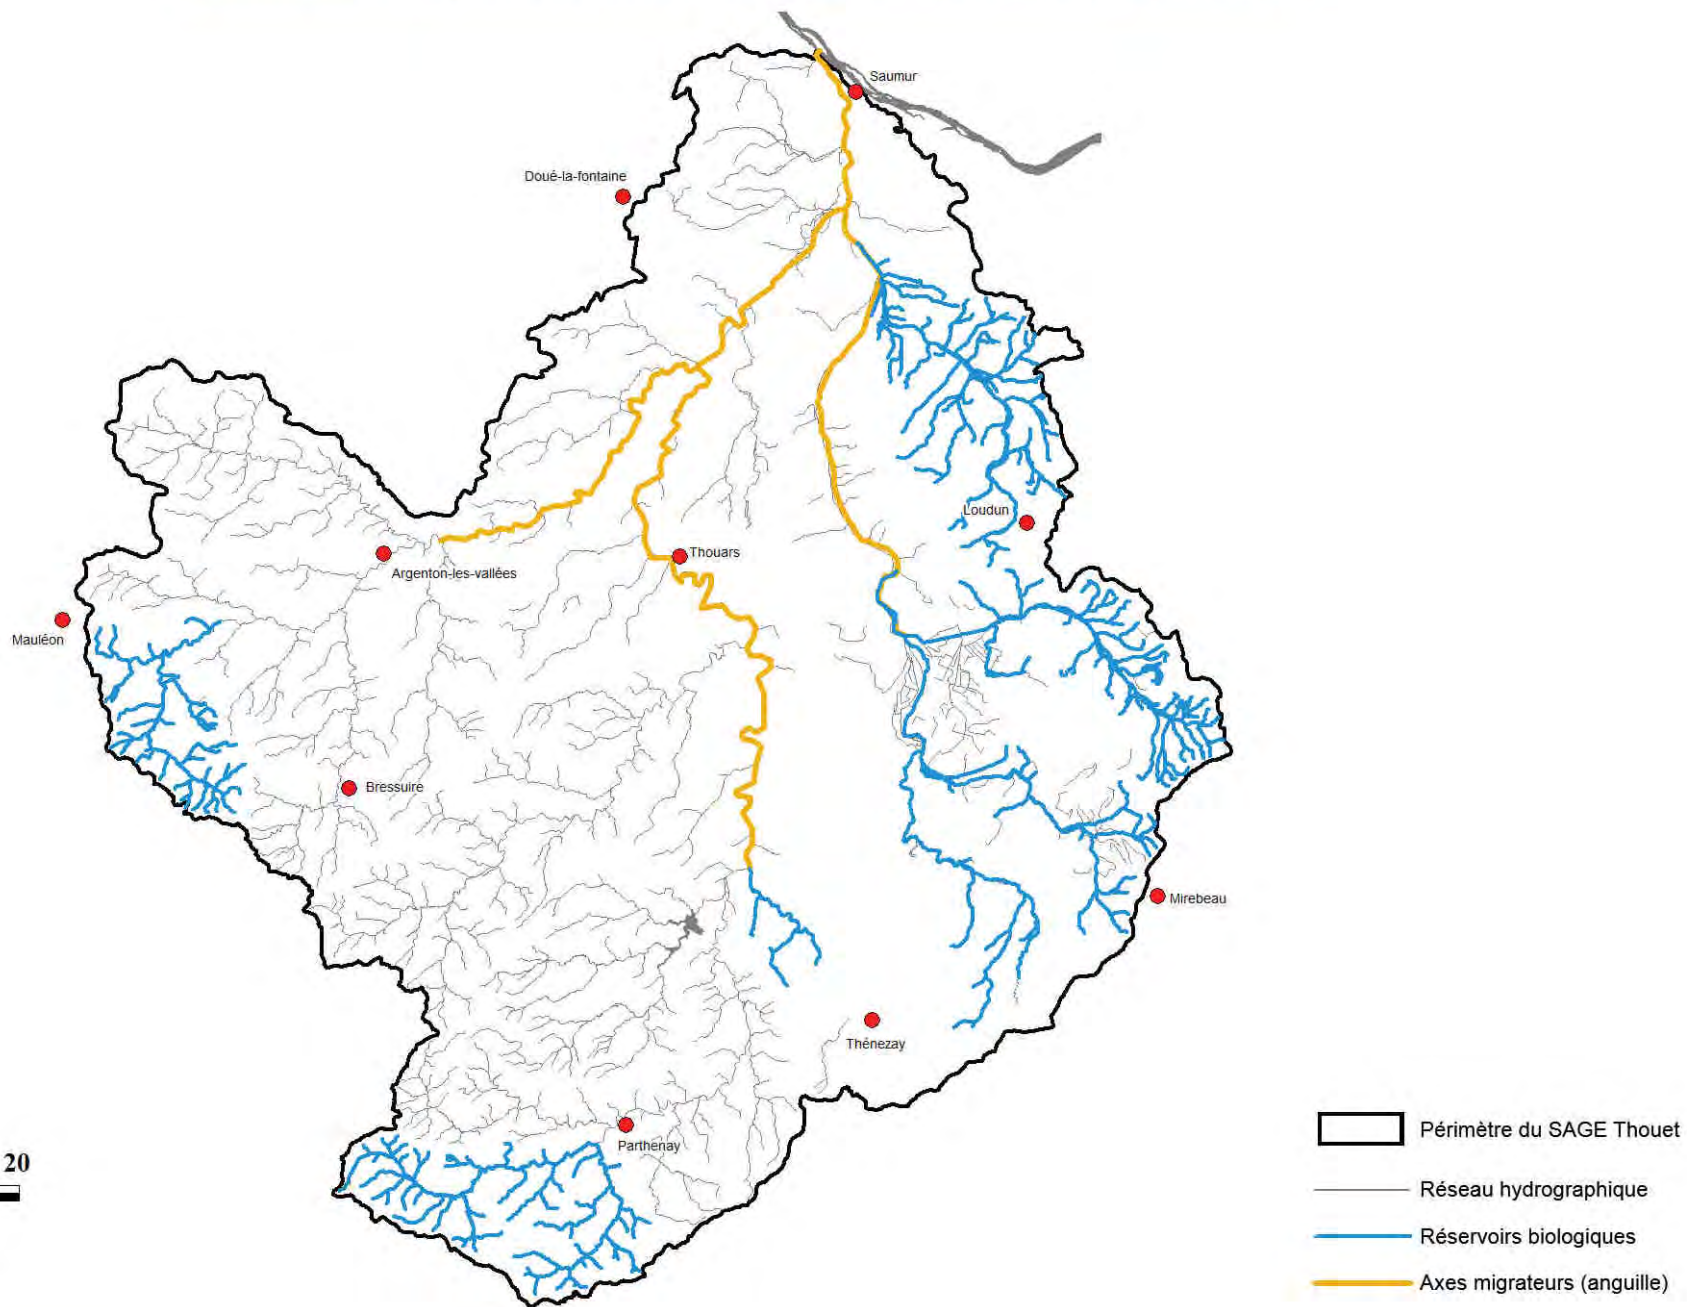 Saumur
Doué-la-fontaine
Loudun
Thouars
Argenton-les-vallées
Mauléon
Bressuire
Mirebeau
Thénezay
Parthenay
20
Périmètre du SAGE Thouet
Réseau hydrographique
Réservoirs biologiques
Axes migrateurs (anguille)